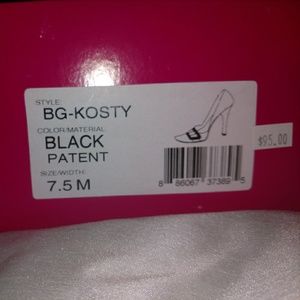 STYLE:
BG-KOSTY
COLOR/MATERIAL:
BLACK
PATENT
SIZE/WIDTH:
7.5 M
8 86067 37389 5
$95.00